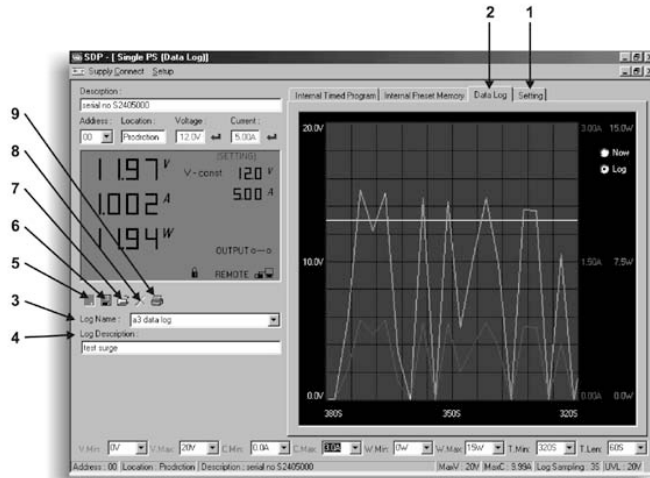 2 1
SDP - [ Single PS (Data Log)]
Supply Connect Setup
Description :
serial no S2405000
Address : Location : Voltage : Current :
00 Prodrction 12.0V 5.00A
Internal Timed Program Internal Preset Memory Data Log Setting
11.97 V
1.002 A
11.94 W
(SETTING)
V - const 12.0 V
5.00 A
OUTPUT
REMOTE
9
8
7
6
5
3
4
Log Name : a3 data log
Log Description :
test surge
20.0V 3.00A 15.0W
Now
Log
10.0V 1.50A 7.5W
0.0V 0.00A 0.0W
380S 350S 320S
V.Min: 0V V.Max: 20V C.Min: 0.0A C.Max: 3.0A W.Min: 0W W.Max: 15W T.Min: 320S T.Len: 60S
Address : 00 Location : Prodrction Description : serial no S2405000 MaxV : 20V MaxC : 9.99A Log Sampling : 3S UVL : 20V